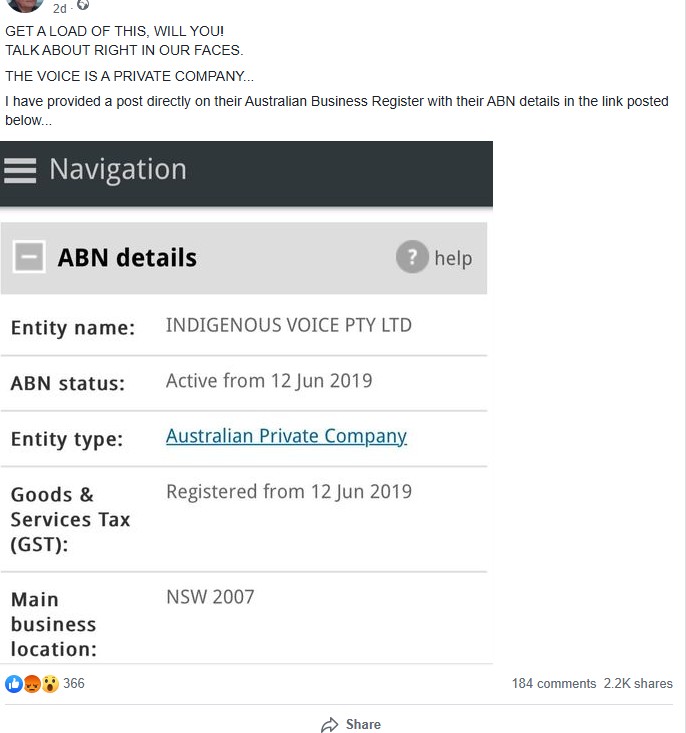 2d ·
GET A LOAD OF THIS, WILL YOU!
TALK ABOUT RIGHT IN OUR FACES.
THE VOICE IS A PRIVATE COMPANY...
I have provided a post directly on their Australian Business Register with their ABN details in the link posted
below...
Navigation
ABN details ? help
Entity name: INDIGENOUS VOICE PTY LTD
ABN status: Active from 12 Jun 2019
Entity type: Australian Private Company
Goods & Registered from 12 Jun 2019
Services Tax
(GST):
Main NSW 2007
business
location:
366 184 comments 2.2K shares
Share